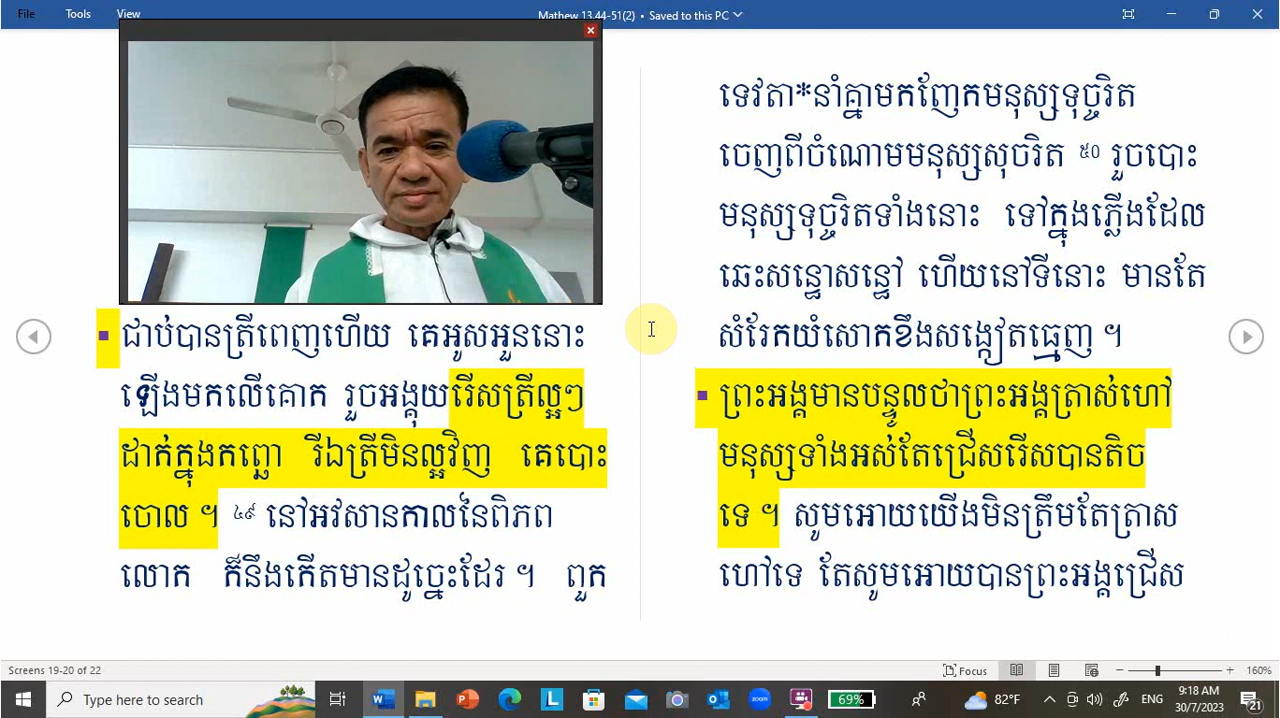 File Tools View
Mathew 13.44-51(2) • Saved to this PC
ជាប់បានត្រីពេញហើយ គេអូសអួននោះ
ឡើងមកលើគោក រួចអង្គុយរើសត្រីល្អៗ
ដាក់ក្នុងកព្ឆោ រីឯត្រីមិនល្អវិញ គេបោះ
ចោល ។ ៤៩ នៅអវសានកាលនៃពិភព
លោក ក៏នឹងកើតមានដូច្នេះដែរ ។ ពួក
ទេវតា*នាំគ្នាមកញែកមនុស្សទុច្ចរិត
ចេញពីចំណោមមនុស្សសុចរិត ៥០ រួចបោះ
មនុស្សទុច្ចរិតទាំងនោះ ទៅក្នុងភ្លើងដែល
ឆេះសន្ធោសន្ធៅ ហើយនៅទីនោះ មានតែ
សំរែកយំសោកខឹងសង្កៀតធ្មេញ ។
ព្រះអង្គមានបន្ទូលថាព្រះអង្គត្រាស់ហៅ
មនុស្សទាំងអស់តែជ្រើសរើសបានតិច
ទេ ។ សូមអោយយើងមិនត្រឹមតែត្រាស
ហៅទេ តែសូមអោយបានព្រះអង្គជ្រើស
Screens 19-20 of 22
Focus
160%
Type here to search
69%
82°F
ENG
9:18 AM
30/7/2023
21